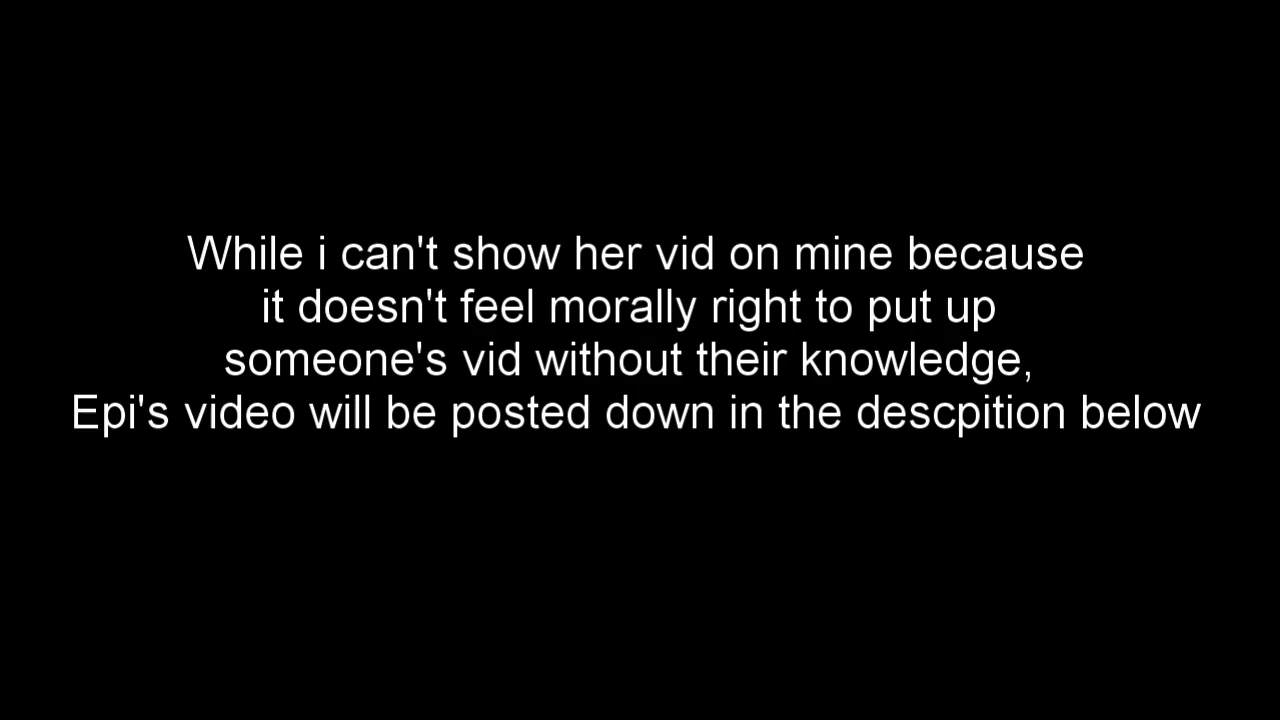 While i can't show her vid on mine because
it doesn't feel morally right to put up
someone's vid without their knowledge,
Epi's video will be posted down in the descpition below